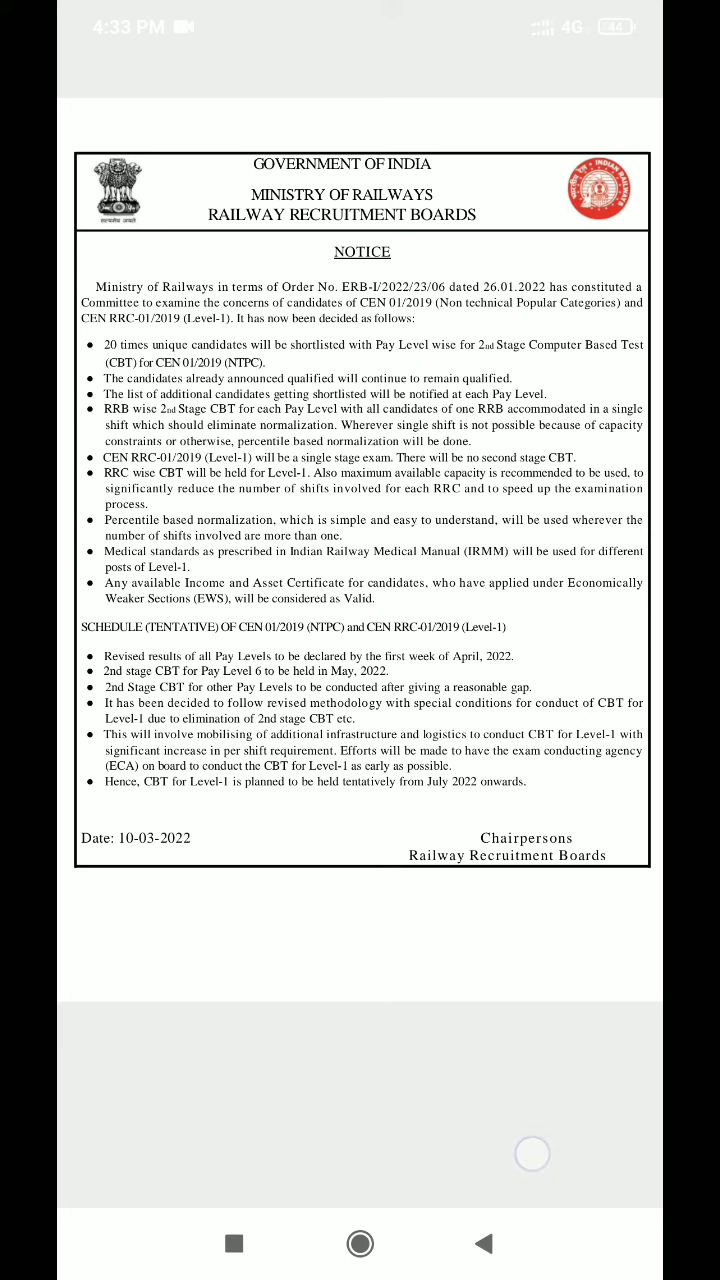 4:33 PM
4G
44
GOVERNMENT OF INDIA
MINISTRY OF RAILWAYS
RAILWAY RECRUITMENT BOARDS
INDIAN RAILWAYS
NOTICE
Ministry of Railways in terms of Order No. ERB-I/2022/23/06 dated 26.01.2022 has constituted a
Committee to examine the concerns of candidates of CEN 01/2019 (Non technical Popular Categories) and
CEN RRC-01/2019 (Level-1). It has now been decided as follows:
● 20 times unique candidates will be shortlisted with Pay Level wise for 2nd Stage Computer Based Test
(CBT) for CEN 01/2019 (NTPC).
● The candidates already announced qualified will continue to remain qualified.
● The list of additional candidates getting shortlisted will be notified at each Pay Level.
● RRB wise 2nd Stage CBT for each Pay Level with all candidates of one RRB accommodated in a single
shift which should eliminate normalization. Wherever single shift is not possible because of capacity
constraints or otherwise, percentile based normalization will be done.
● CEN RRC-01/2019 (Level-1) will be a single stage exam. There will be no second stage CBT.
● RRC wise CBT will be held for Level-1. Also maximum available capacity is recommended to be used, to
significantly reduce the number of shifts involved for each RRC and to speed up the examination
process.
● Percentile based normalization, which is simple and easy to understand, will be used wherever the
number of shifts involved are more than one.
● Medical standards as prescribed in Indian Railway Medical Manual (IRMM) will be used for different
posts of Level-1.
● Any available Income and Asset Certificate for candidates, who have applied under Economically
Weaker Sections (EWS), will be considered as Valid.
SCHEDULE (TENTATIVE) OF CEN 01/2019 (NTPC) and CEN RRC-01/2019 (Level-1)
● Revised results of all Pay Levels to be declared by the first week of April, 2022.
● 2nd stage CBT for Pay Level 6 to be held in May, 2022.
● 2nd Stage CBT for other Pay Levels to be conducted after giving a reasonable gap.
● It has been decided to follow revised methodology with special conditions for conduct of CBT for
Level-1 due to elimination of 2nd stage CBT etc.
● This will involve mobilising of additional infrastructure and logistics to conduct CBT for Level-1 with
significant increase in per shift requirement. Efforts will be made to have the exam conducting agency
(ECA) on board to conduct the CBT for Level-1 as early as possible.
● Hence, CBT for Level-1 is planned to be held tentatively from July 2022 onwards.
Date: 10-03-2022
Chairpersons
Railway Recruitment Boards